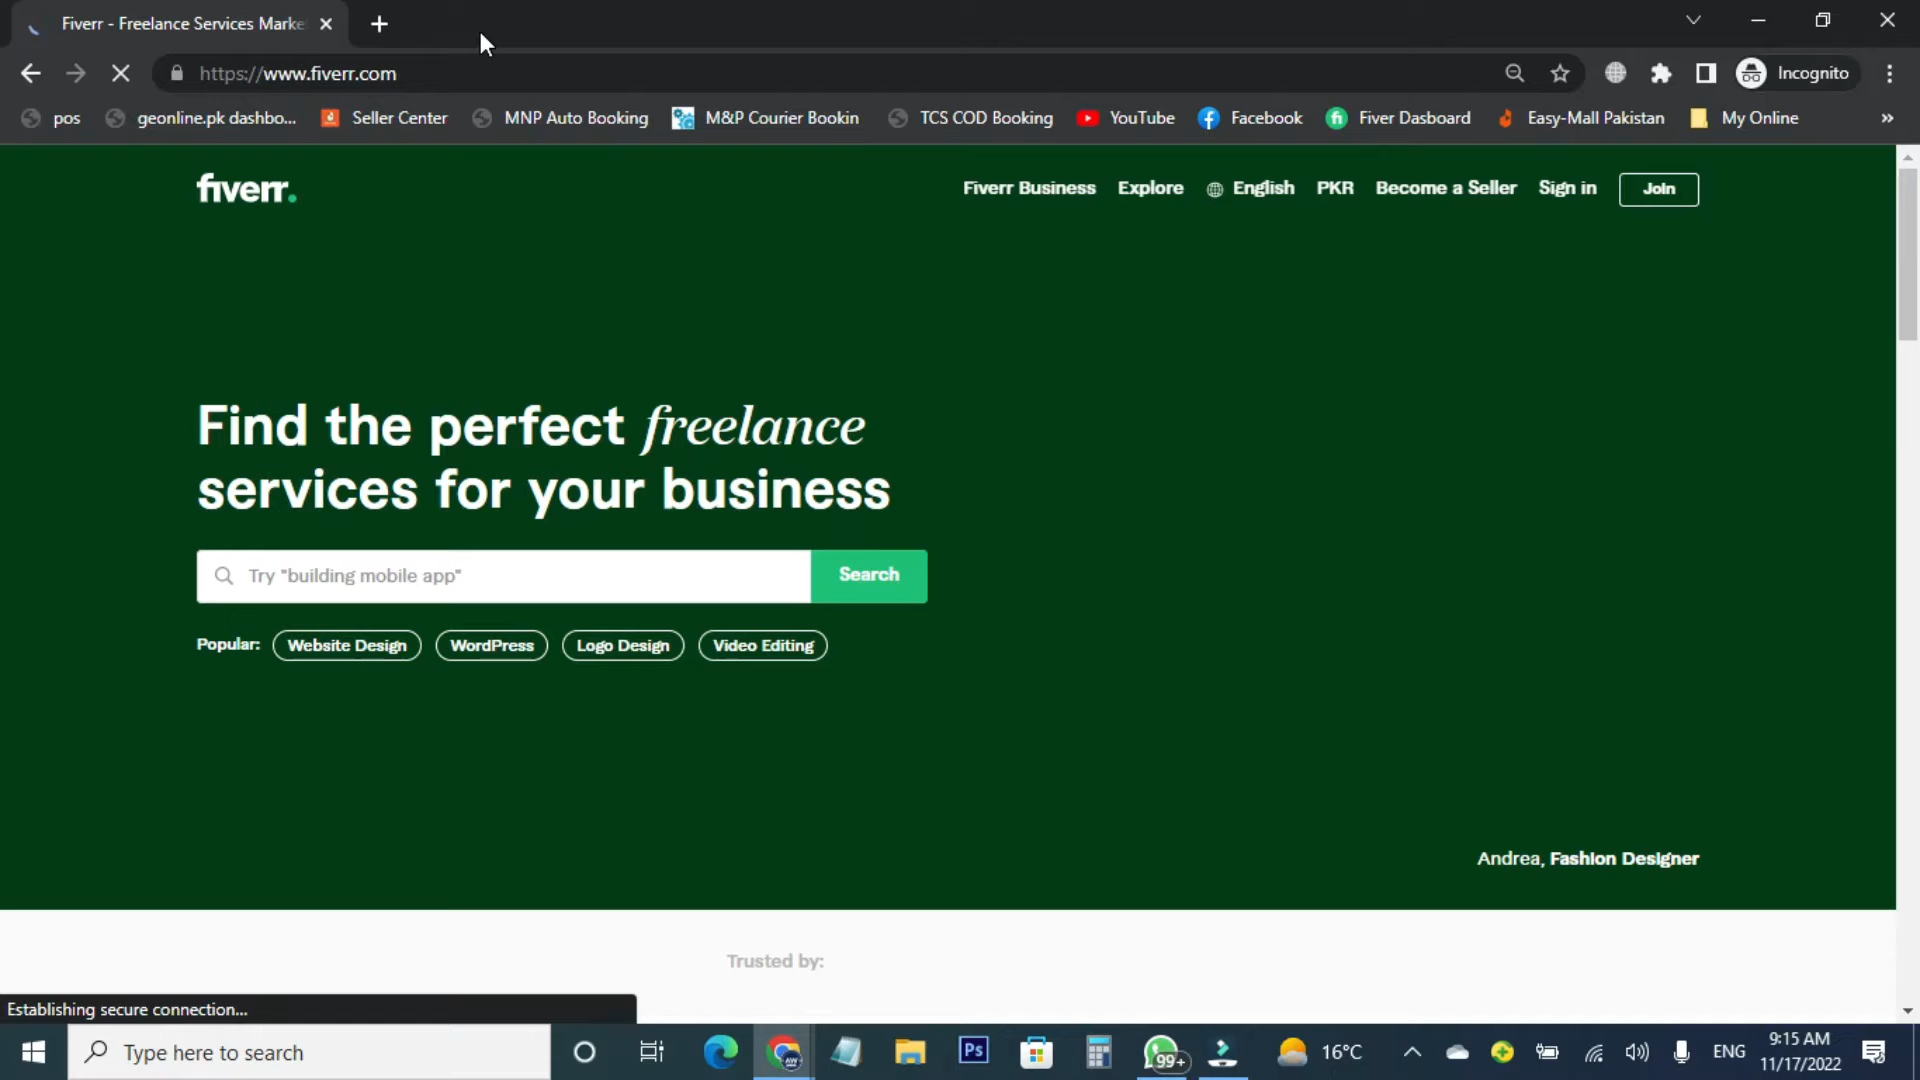 Fiverr - Freelance Services Marke
https://www.fiverr.com
Incognito
pos
geonline.pk dashbo...
Seller Center
MNP Auto Booking
M&P Courier Bookin
TCS COD Booking
YouTube
Facebook
Fiver Dasboard
Easy-Mall Pakistan
My Online
»
fiverr.
Fiverr Business
Explore
English
PKR
Become a Seller
Sign in
Join
Find the perfect freelance
services for your business
Try "building mobile app"
Search
Popular:
Website Design
WordPress
Logo Design
Video Editing
Andrea, Fashion Designer
Trusted by:
Establishing secure connection...
Type here to search
Ps
99+
16°C
ENG
9:15 AM
11/17/2022